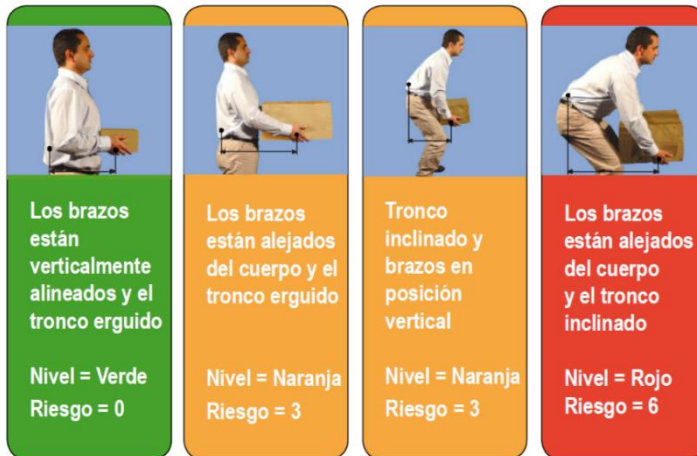 Los brazos
están
verticalmente
alineados y el
tronco erguido
Nivel = Verde
Riesgo = 0
Los brazos
están alejados
del cuerpo y el
tronco erguido
Nivel = Naranja
Riesgo = 3
Tronco
inclinado y
brazos en
posición
vertical
Nivel = Naranja
Riesgo = 3
Los brazos
están alejados
del cuerpo
y el tronco
inclinado
Nivel = Rojo
Riesgo = 6